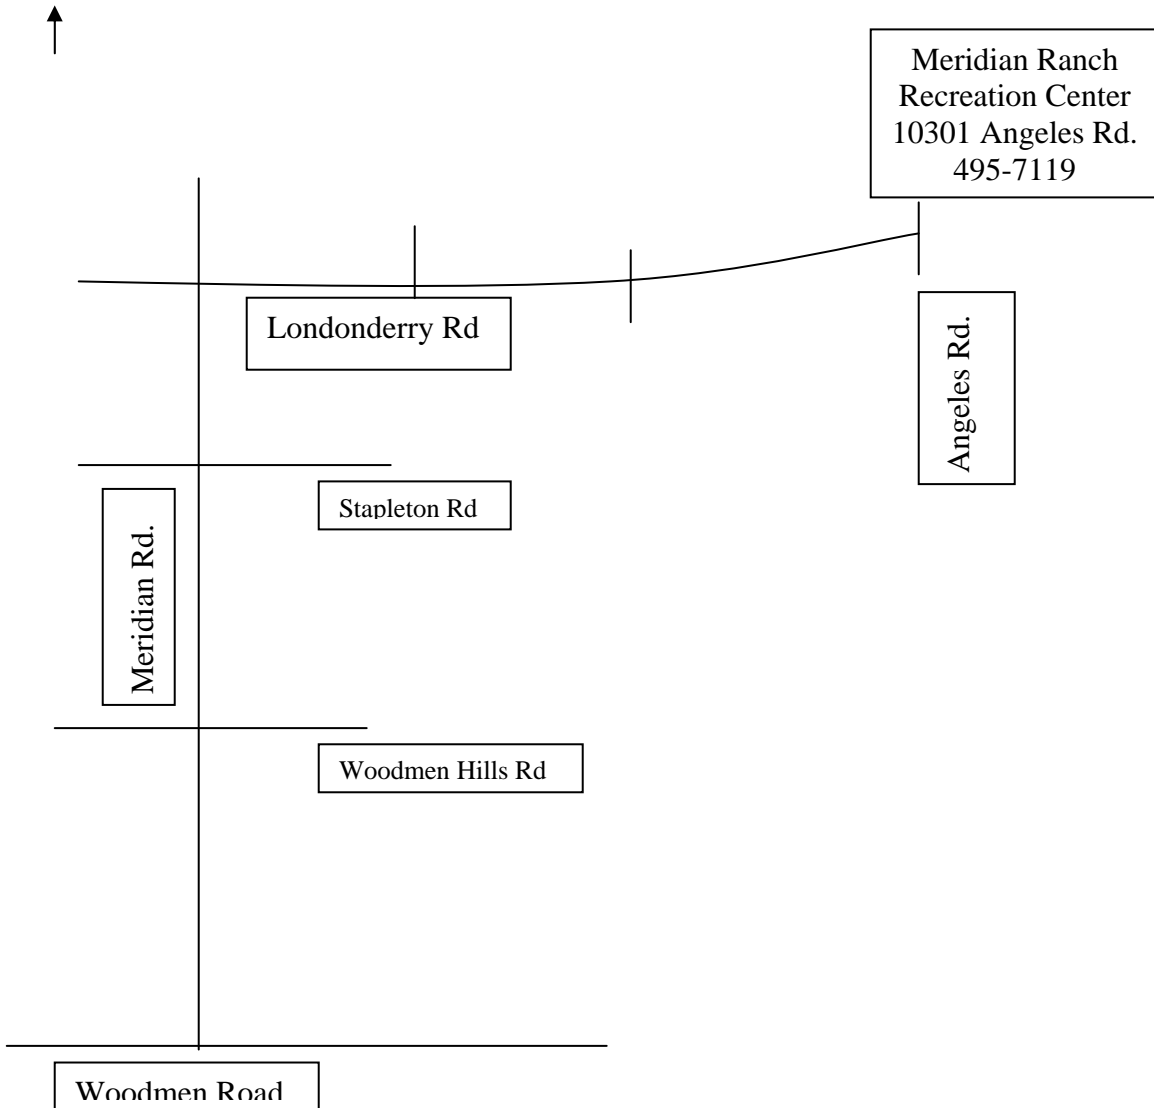 Meridian Ranch
Recreation Center
10301 Angeles Rd.
495-7119
Londonderry Rd
Angeles Rd.
Stapleton Rd
Meridian Rd.
Woodmen Hills Rd
Woodmen Road